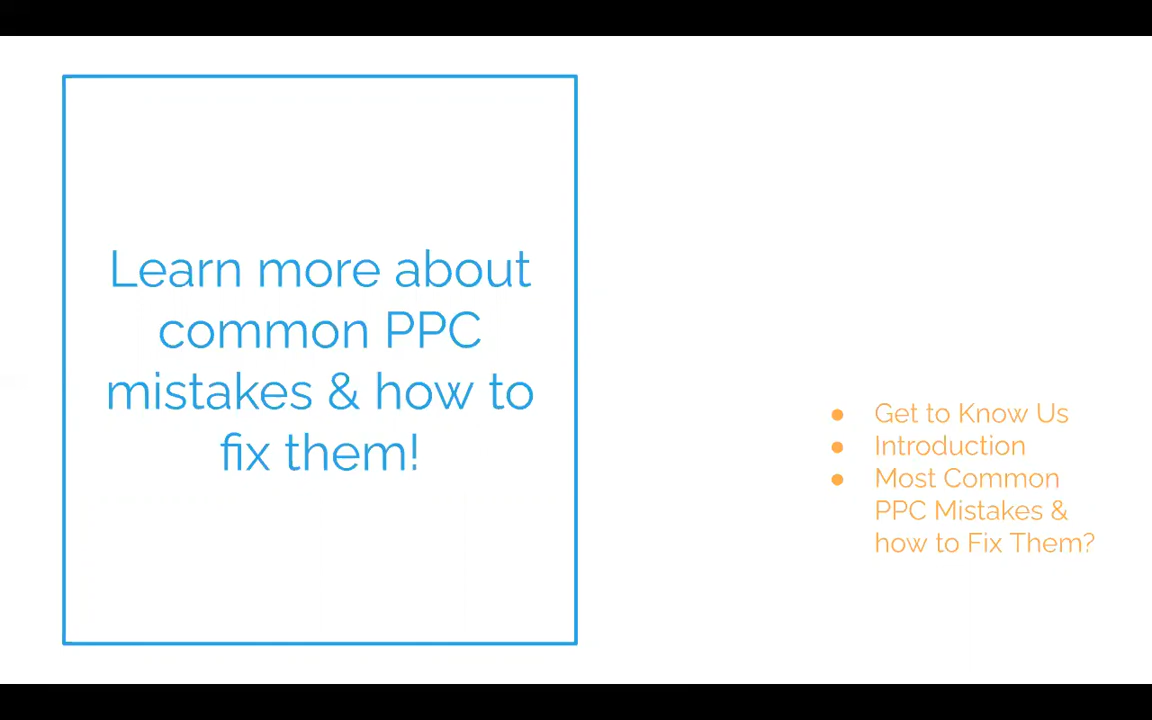 Learn more about
common PPC
mistakes & how to
fix them!
● Get to Know Us
● Introduction
● Most Common
PPC Mistakes &
how to Fix Them?